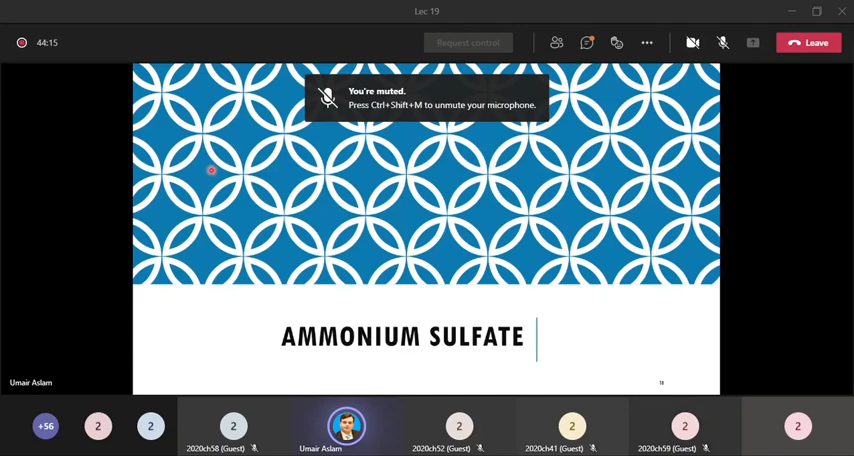 Lec 19
44:15
Request control
Leave
You're muted.
Press Ctrl+Shift+M to unmute your microphone.
AMMONIUM SULFATE
Umair Aslam
18
+56
2
2
2
2
2
2
2
2020ch58 (Guest)
Umair Aslam
2020ch52 (Guest)
2020ch41 (Guest)
2020ch59 (Guest)